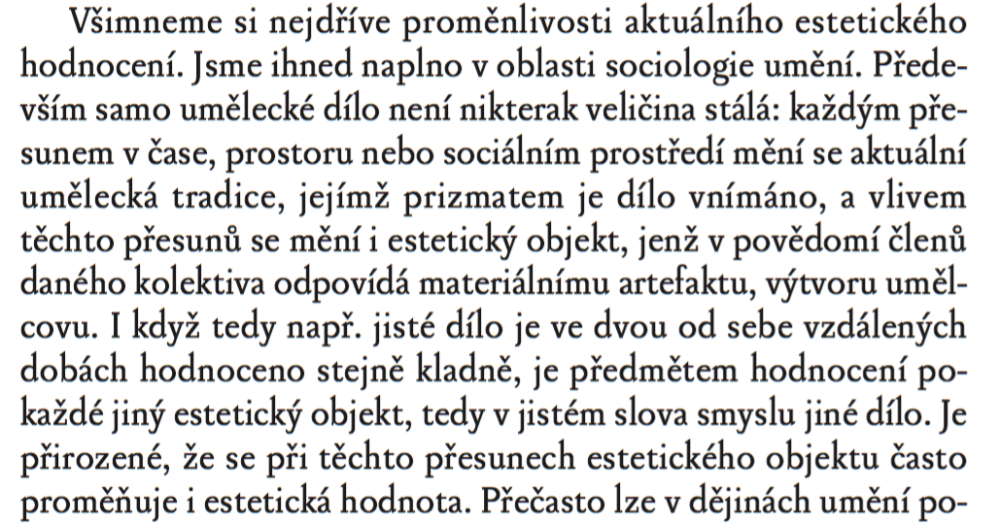 Všimneme si nejdříve proměnlivosti aktuálního estetického
hodnocení. Jsme ihned naplno v oblasti sociologie umění. Přede-
vším samo umělecké dílo není nikterak veličina stálá: každým pře-
sunem v čase, prostoru nebo sociálním prostředí mění se aktuální
umělecká tradice, jejímž prizmatem je dílo vnímáno, a vlivem
těchto přesunů se mění i estetický objekt, jenž v povědomí členů
daného kolektiva odpovídá materiálnímu artefaktu, výtvoru uměl-
covu. I když tedy např. jisté dílo je ve dvou od sebe vzdálených
dobách hodnoceno stejně kladně, je předmětem hodnocení po-
každé jiný estetický objekt, tedy v jistém slova smyslu jiné dílo. Je
přirozené, že se při těchto přesunech estetického objektu často
proměňuje i estetická hodnota. Přečasto lze v dějinách umění po-